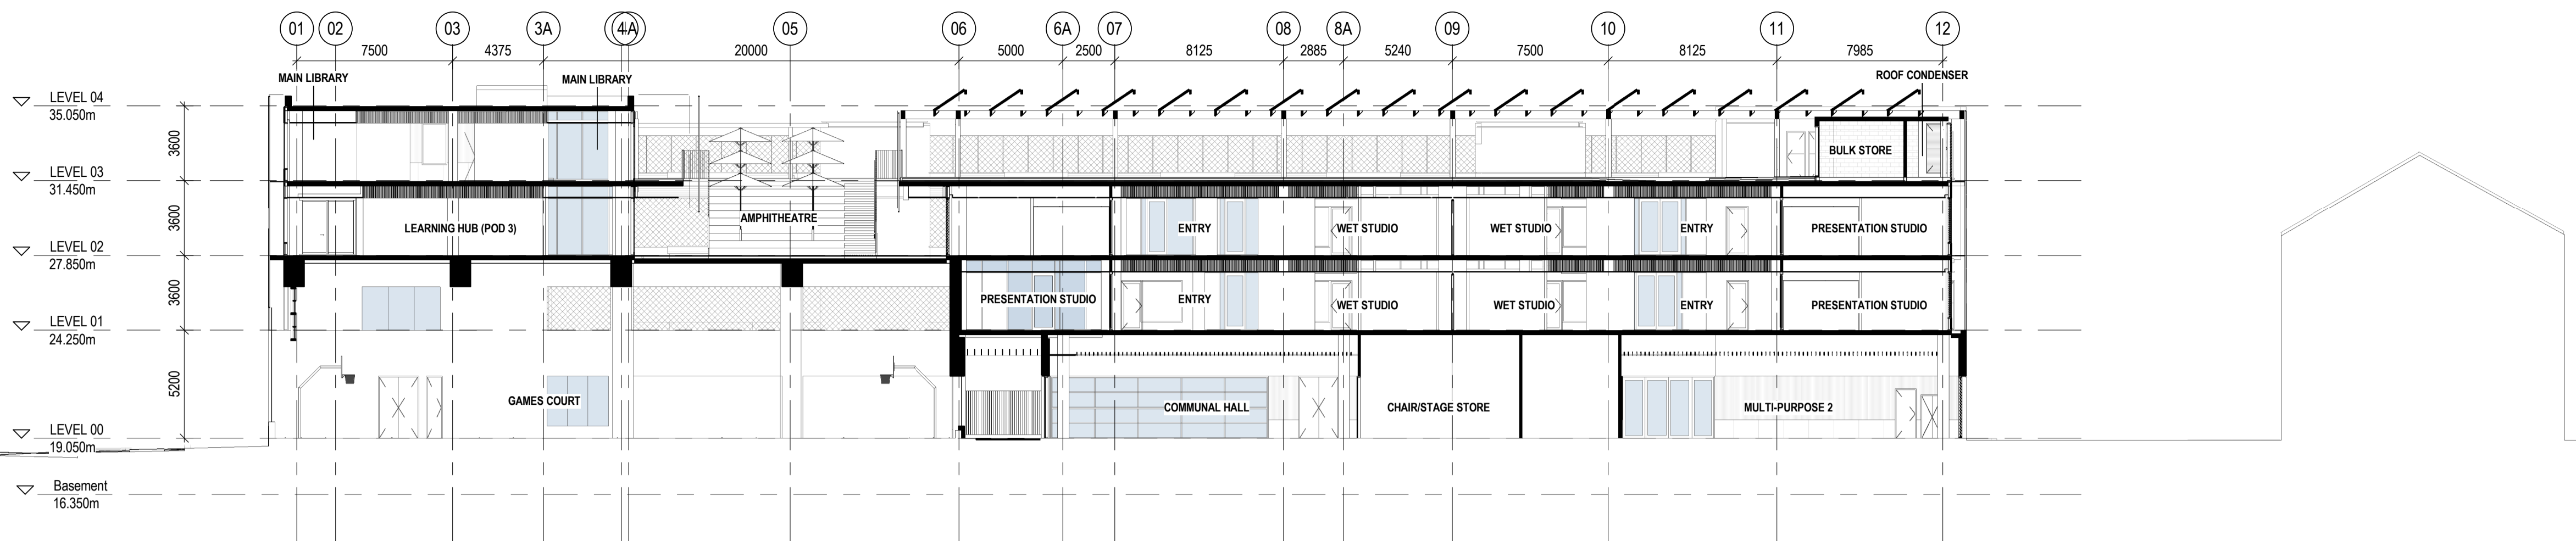 01 02 03 3A 4A 05 06 6A 07 08 8A 09 10 11 12
7500 4375 20000 5000 2500 8125 2885 5240 7500 8125 7985
MAIN LIBRARY
MAIN LIBRARY
ROOF CONDENSER
LEVEL 04
35.050m
3600
BULK STORE
LEVEL 03
31.450m
3600
AMPHITHEATRE
LEARNING HUB (POD 3)
ENTRY
WET STUDIO
WET STUDIO
ENTRY
PRESENTATION STUDIO
LEVEL 02
27.850m
3600
PRESENTATION STUDIO
ENTRY
WET STUDIO
WET STUDIO
ENTRY
PRESENTATION STUDIO
LEVEL 01
24.250m
5200
GAMES COURT
COMMUNAL HALL
CHAIR/STAGE STORE
MULTI-PURPOSE 2
LEVEL 00
19.050m
Basement
16.350m